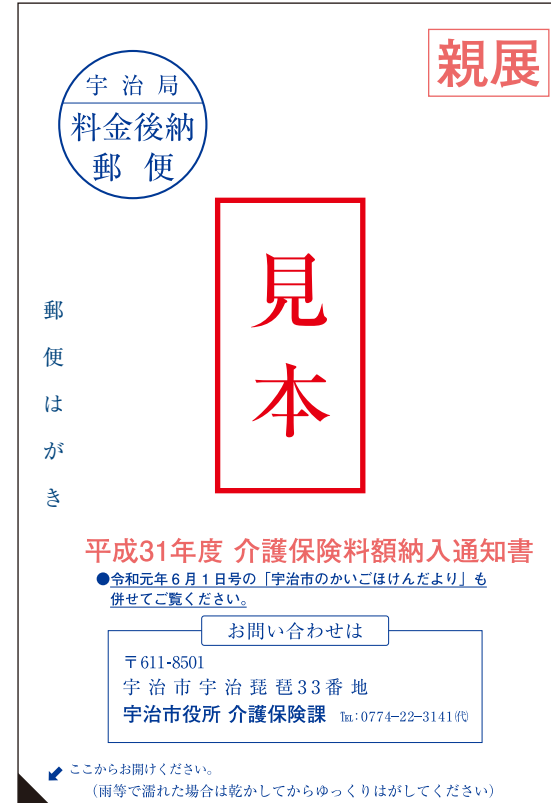 親展
宇治局
料金後納
郵便
見本
郵便はがき
平成31年度 介護保険料額納入通知書
●令和元年6月1日号の「宇治市のかいごほけんだより」も
併せてご覧ください。
お問い合わせは
〒611-8501
宇治市宇治琵琶33番地
宇治市役所 介護保険課 ℡:0774-22-3141㈹
ここからお開けください。
(雨等で濡れた場合は乾かしてからゆっくりはがしてください)